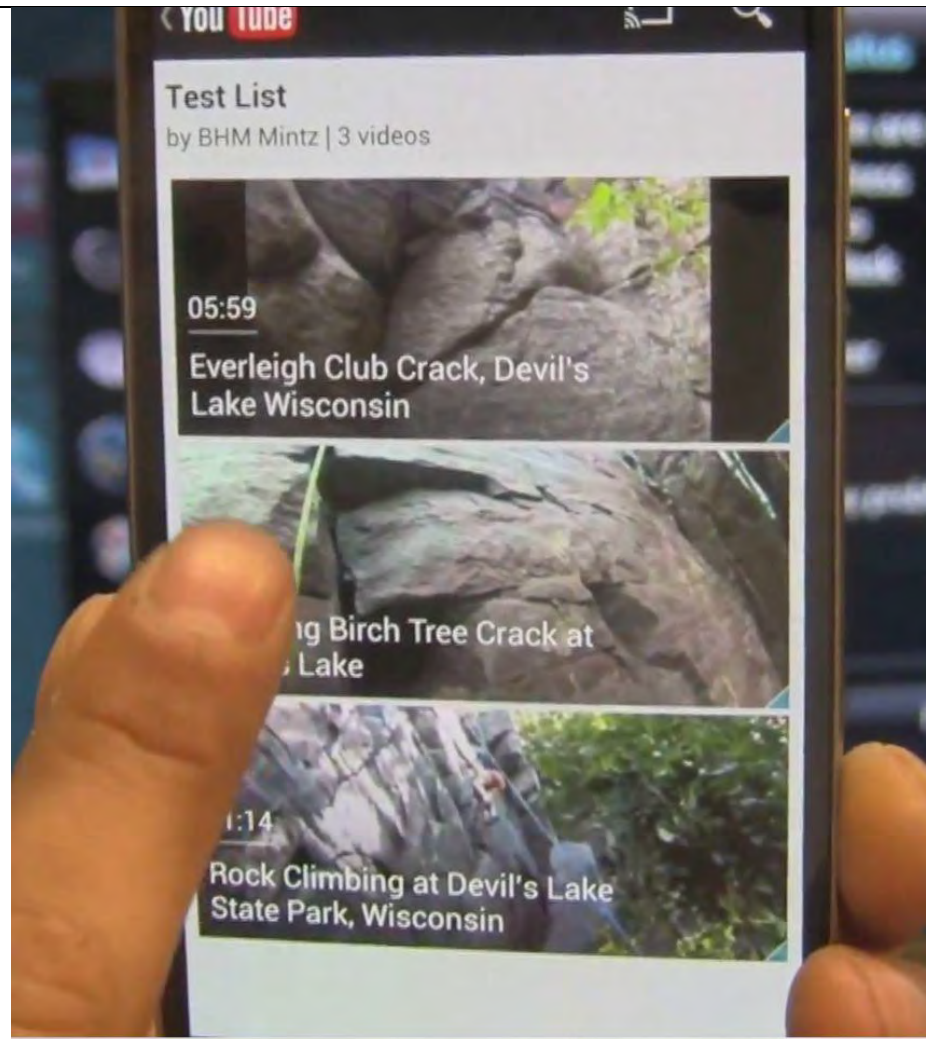 YouTube
Test List
by BHM Mintz | 3 videos
05:59
Everleigh Club Crack, Devil's
Lake Wisconsin
Birch Tree Crack at
Lake
Rock Climbing at Devil's Lake
State Park, Wisconsin